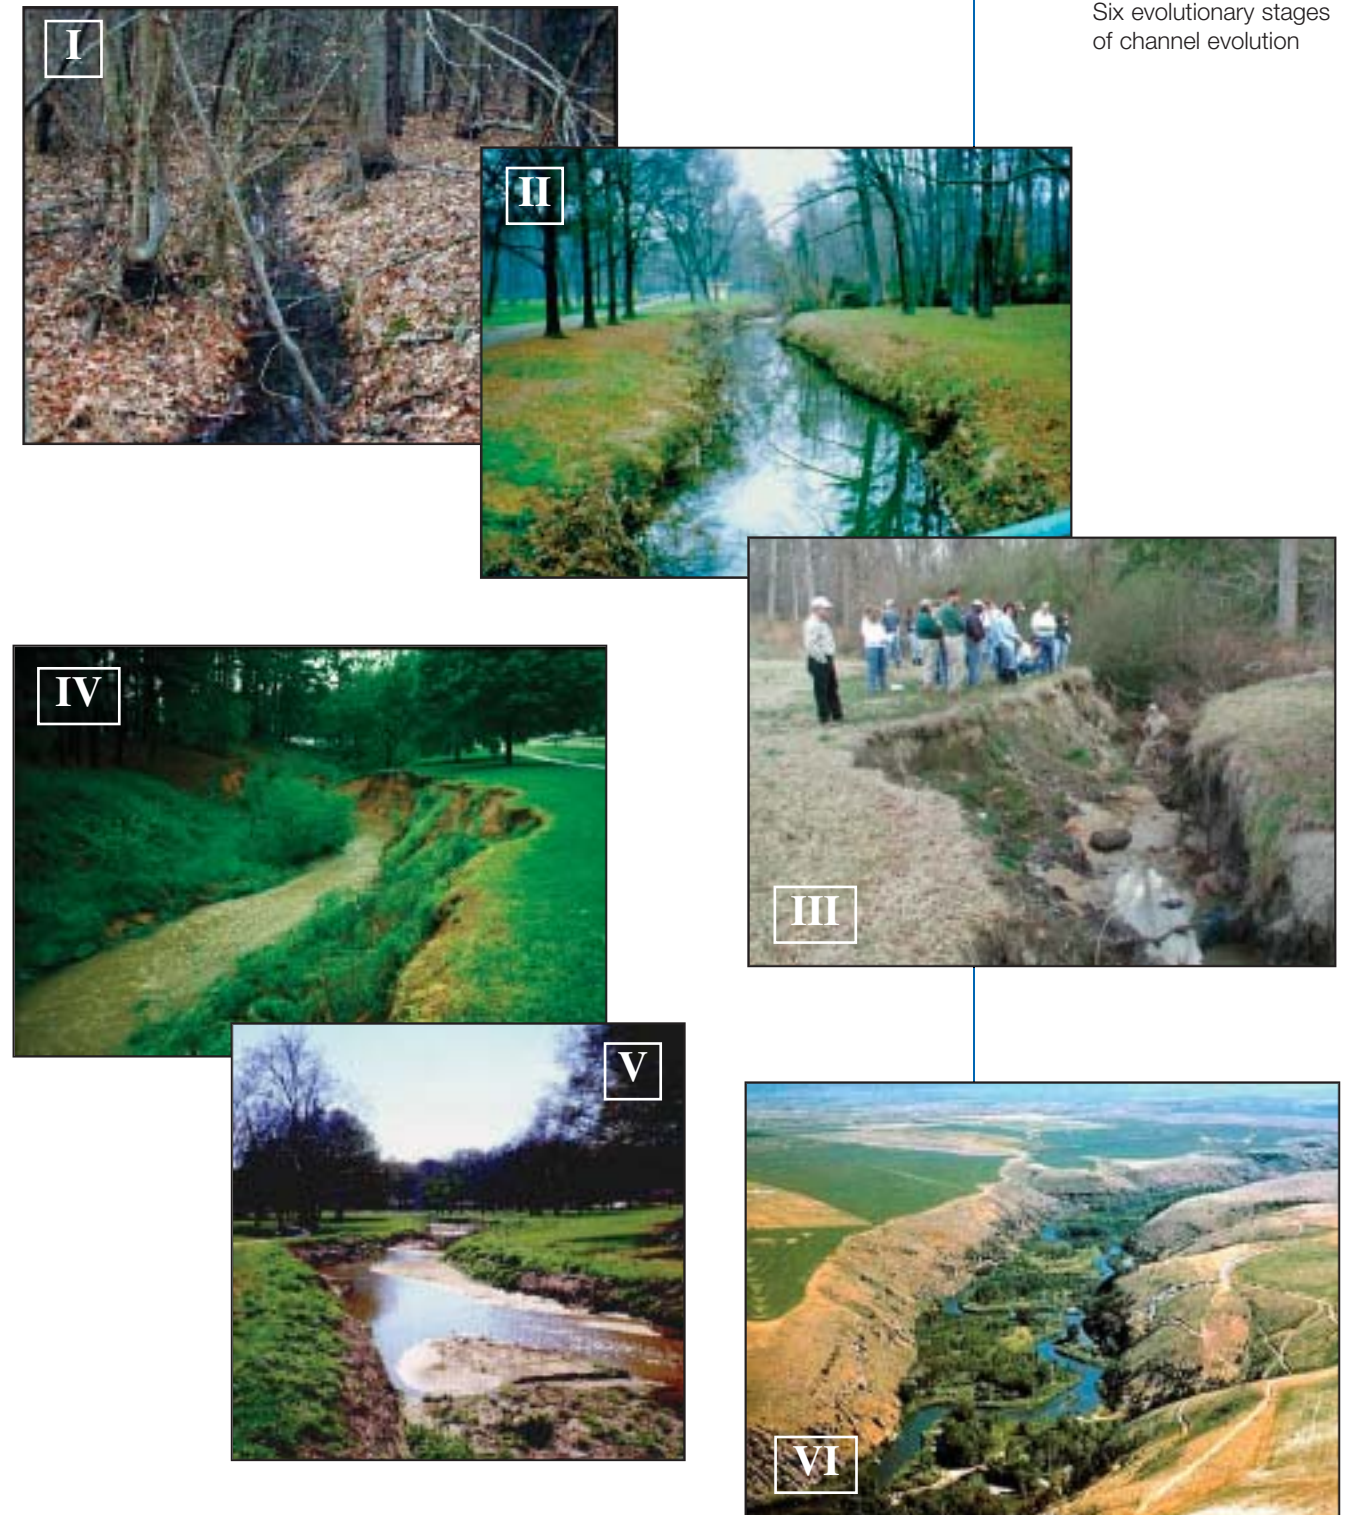 Six evolutionary stages
of channel evolution
I
II
III
IV
V
VI